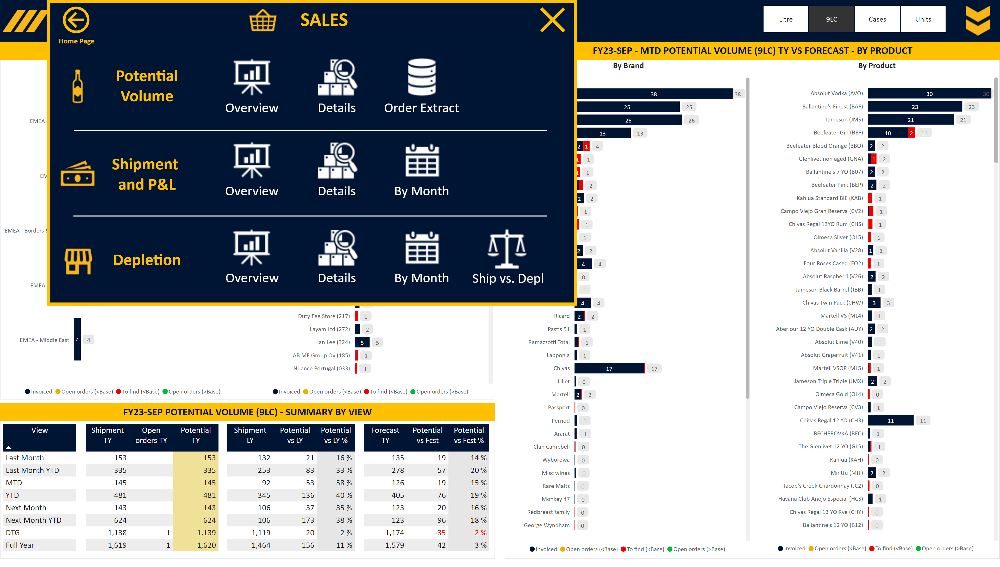 Home Page
SALES
Litre
9LC
Cases
Units
Potential
Volume
Overview
Details
Order Extract
Shipment
and P&L
Overview
Details
By Month
Depletion
Overview
Details
By Month
Ship vs. Depl
EMEA
EMEA - Borders &
EMEA
EMEA - Middle East
4
4
Duty Fee Store (217)
1
Layam Ltd (272)
2
Lan Lee (324)
5
5
AB ME Group Oy (185)
1
Nuance Portugal (033)
1
Invoiced Open orders (<Base) To find (<Base) Open orders (>Base)
Invoiced Open orders (<Base) To find (<Base) Open orders (>Base)
FY23-SEP POTENTIAL VOLUME (9LC) - SUMMARY BY VIEW
View Shipment TY Open orders TY Potential TY Shipment LY Potential vs LY Potential vs LY % Forecast TY Potential vs Fcst Potential vs Fcst %
Last Month 153 153 132 21 16 % 135 19 14 %
Last Month YTD 335 335 253 83 33 % 278 57 20 %
MTD 145 145 92 53 58 % 126 19 15 %
YTD 481 481 345 136 40 % 405 76 19 %
Next Month 143 143 106 37 35 % 123 20 16 %
Next Month YTD 624 624 106 173 38 % 123 96 18 %
DTG 1,138 1 1,139 1,119 20 2 % 1,174 -35 2 %
Full Year 1,619 1 1,620 1,464 156 11 % 1,579 42 3 %
FY23-SEP - MTD POTENTIAL VOLUME (9LC) TY VS FORECAST - BY PRODUCT
By Brand
38 38
25 25
26 26
13 13
2 1 4
1 1
1 1
2
2 2
1
1
1
2 2
4 4
0
1
4 4
Ricard 2 2
Pastis 51 1
Ramazzotti Total 1
Lapponia 1
Chivas 17 17
Lillet 0
Martell 2 2
Passport 0
Pernod 1
Ararat 1
Clan Campbell 0
Wyborowa 0
Misc wines 0
Rare Malts 0
Monkey 47 0
Redbreast family 0
George Wyndham 0
Invoiced Open orders (<Base) To find (<Base) Open orders (>Base)
By Product
Absolut Vodka (AVO) 30 30
Ballantine's Finest (BAF) 23 23
Jameson (JMS) 21 21
Beefeater Gin (BEF) 10 2 11
Beefeater Blood Orange (BBO) 2 2
Glenlivet non aged (GNA) 1 2
Ballantine's 7 YO (B07) 2 2
Beefeater Pink (BEP) 2 2
Kahlua Standard BIE (KAB) 1
Campo Viejo Gran Reserva (CV2) 1
Chivas Regal 13YO Rum (CHS) 1
Olmeca Silver (OL5) 1
Absolut Vanilla (V28) 1 1
Four Roses Cased (FO2) 1
Absolut Raspberri (V26) 2 2
Jameson Black Barrel (JBB) 1
Chivas Twin Pack (CHW) 3 3
Martell VS (ML4) 1
Aberlour 12 YO Double Cask (AUY) 2 2
Absolut Lime (V40) 1
Absolut Grapefruit (V41) 1
Martell VSOP (ML5) 1
Jameson Triple Triple (JMX) 2 2
Olmeca Gold (OL4) 0
Campo Viejo Reserva (CV3) 1
Chivas Regal 12 YO (CH3) 11 11
BECHEROVKA (BEC) 1
The Glenlivet 12 YO (GL5) 1
Kahlua (KAH) 0
Minttu (MIT) 2 2
Jacob's Creek Chardonnay (JC2) 0
Havana Club Anejo Especial (HCS) 1
Chivas Regal 13 YO Rye (CHY) 0
Ballantine's 12 YO (B12) 0
Invoiced Open orders (<Base) To find (<Base) Open orders (>Base)